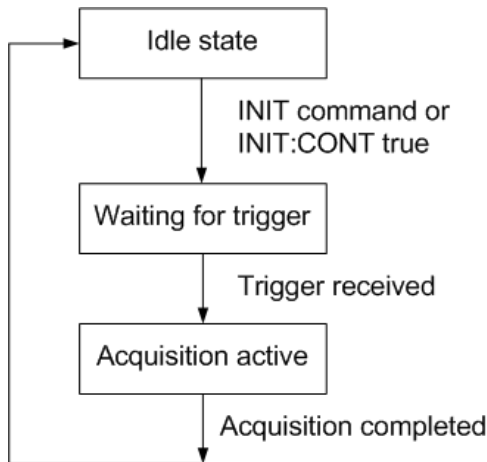 Idle state
INIT command or
INIT:CONT true
Waiting for trigger
Trigger received
Acquisition active
Acquisition completed